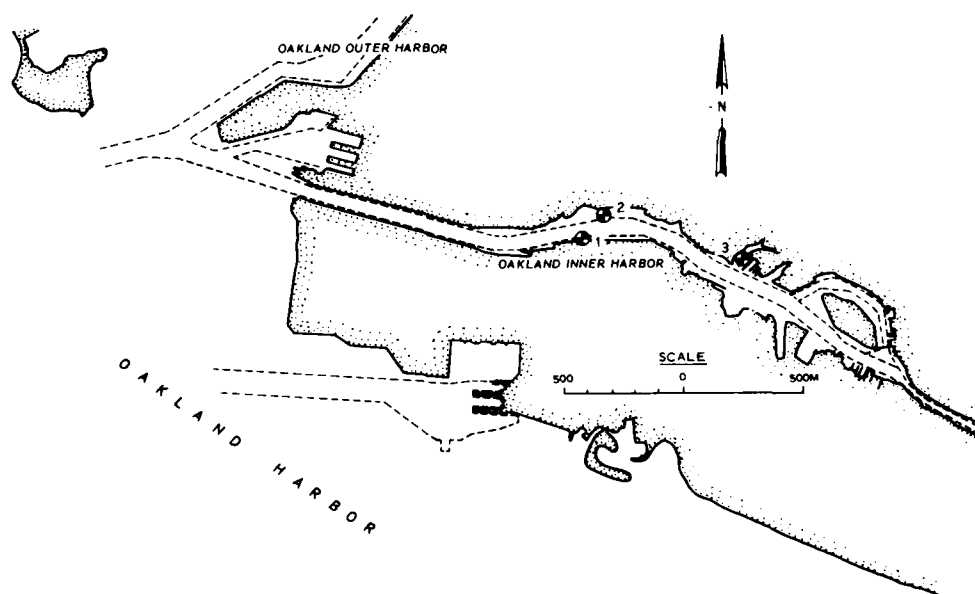 OAKLAND OUTER HARBOR
N
2
1
3
OAKLAND INNER HARBOR
SCALE
500 0 500M
OAKLAND HARBOR